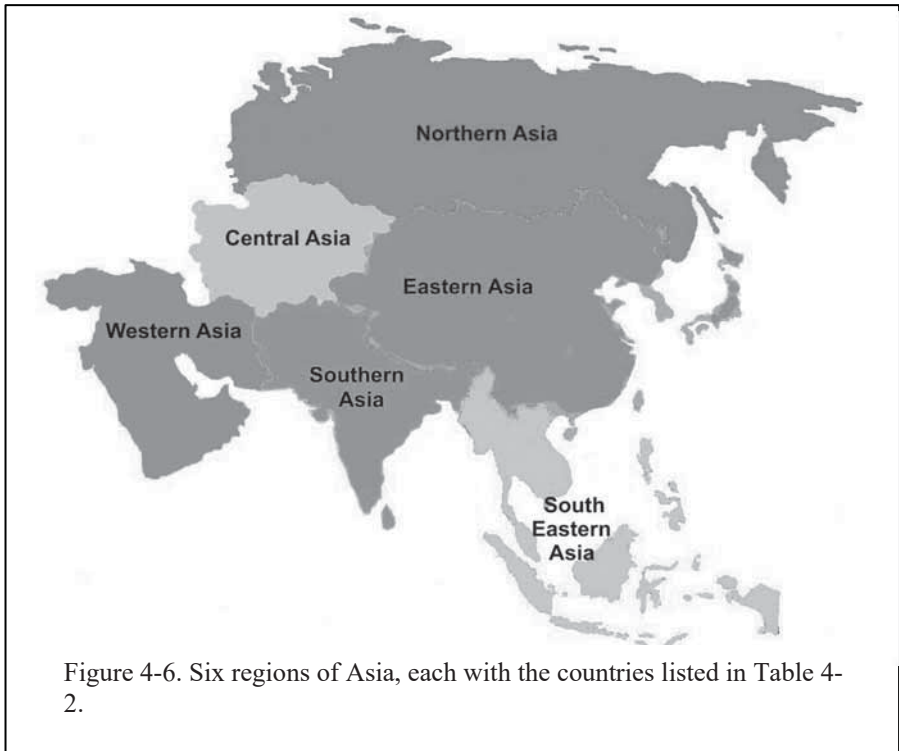 Northern Asia
Central Asia
Eastern Asia
Western Asia
Southern
Asia
South
Eastern
Asia
Figure 4-6. Six regions of Asia, each with the countries listed in Table 4-
2.